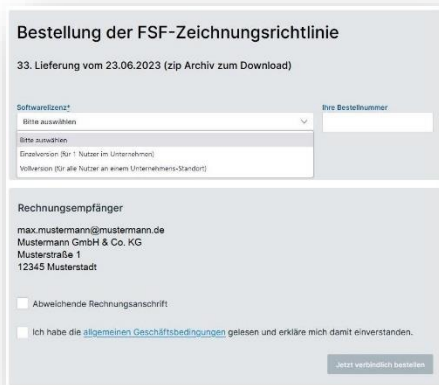 Bestellung der FSF-Zeichnungsrichtlinie
33. Lieferung vom 23.06.2023 (zip Archiv zum Download)
Softwarelizenz*
Ihre Bestellnummer
Bitte auswählen
Bitte auswählen
Einzelversion (für 1 Nutzer im Unternehmen)
Vollversion (für alle Nutzer an einem Unternehmens-Standort)
Rechnungsempfänger
max.mustermann@mustermann.de
Mustermann GmbH & Co. KG
Musterstraße 1
12345 Musterstadt
Abweichende Rechnungsanschrift
Ich habe die allgemeinen Geschäftsbedingungen gelesen und erkläre mich damit einverstanden.
Jetzt verbindlich bestellen